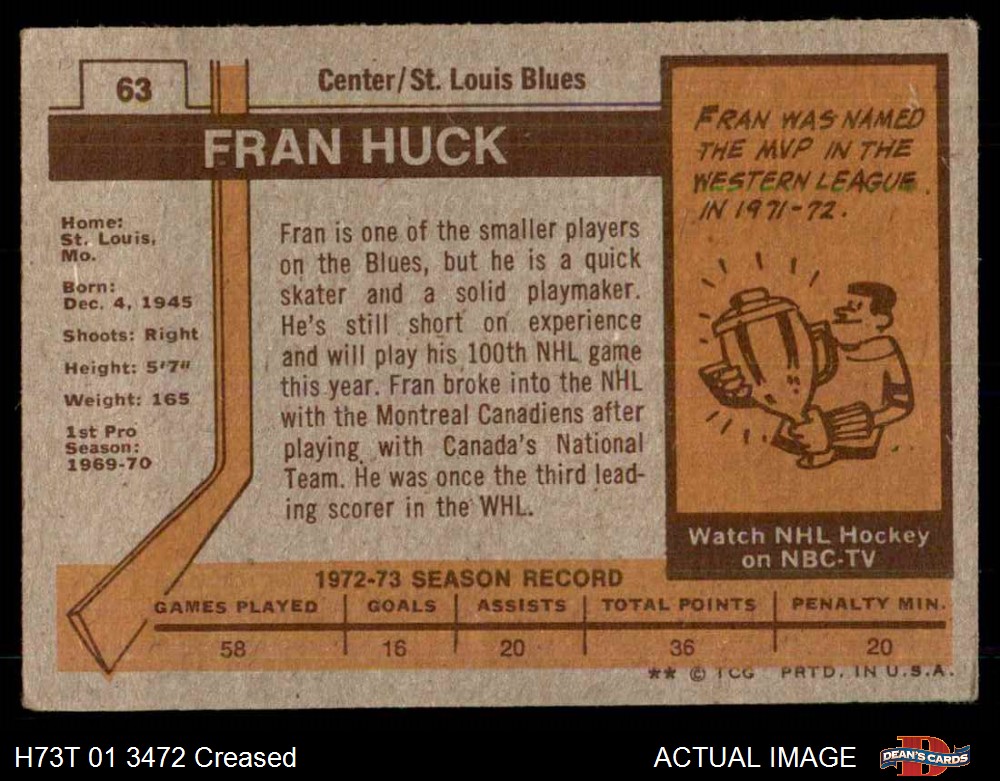 63
Center/St. Louis Blues
FRAN HUCK
Home:
St. Louis,
Mo.
Born:
Dec. 4, 1945
Shoots: Right
Height: 5'7"
Weight: 165
1st Pro
Season:
1969-70
Fran is one of the smaller players
on the Blues, but he is a quick
skater and a solid playmaker.
He's still short on experience
and will play his 100th NHL game
this year. Fran broke into the NHL
with the Montreal Canadiens after
playing with Canada's National
Team. He was once the third lead-
ing scorer in the WHL.
FRAN WAS NAMED
THE MVP IN THE
WESTERN LEAGUE
IN 1971-72.
Watch NHL Hockey
on NBC-TV
1972-73 SEASON RECORD
GAMES PLAYED GOALS ASSISTS TOTAL POINTS PENALTY MIN.
58 16 20 36 20
** © TCG PRTD. IN U.S.A.
H73T 01 3472 Creased
ACTUAL IMAGE
D
DEAN'S CARDS